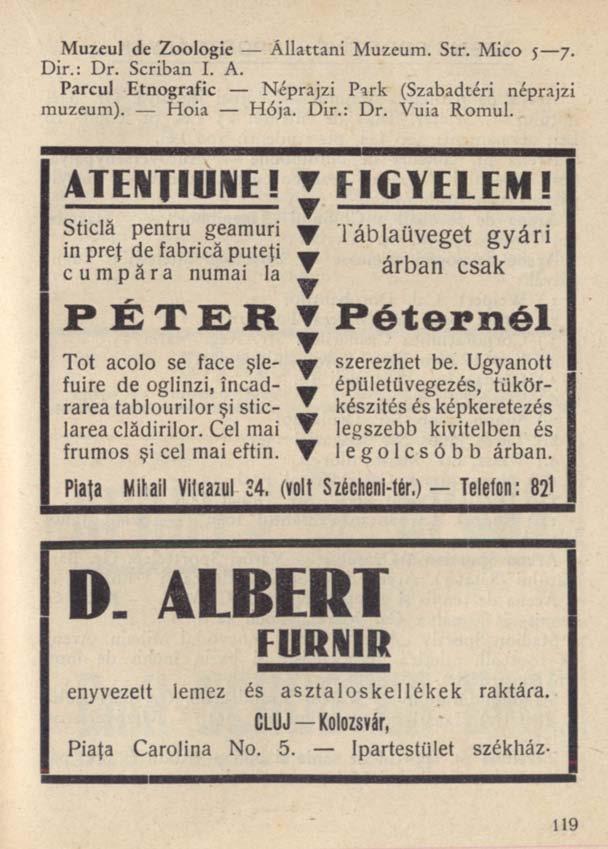 Muzeul de Zoologie — Állattani Muzeum. Str. Mico 5—7.
Dir.: Dr. Scriban I. A.
Parcul Etnografic — Néprajzi Park (Szabadtéri néprajzi
muzeum). — Hoia — Hója. Dir.: Dr. Vuia Romul.
ATENȚIUNE!
Sticlă pentru geamuri
in preț de fabrică puteți
cumpăra numai la
PÉTER
Tot acolo se face șle-
fuire de oglinzi, încad-
rarea tablourilor și stic-
larea clădirilor. Cel mai
frumos și cel mai eftin.
FIGYELEM!
Táblaüveget gyári
árban csak
Péternél
szerezhet be. Ugyanott
épületüvegezés, tükör-
készités és képkeretezés
legszebb kivitelben és
legolcsóbb árban.
Piața Mihail Viteazul 34. (volt Szécheni-tér.) — Telefon: 821
D. ALBERT
FURNIR
enyvezett lemez és asztaloskellékek raktára.
CLUJ — Kolozsvár,
Piața Carolina No. 5. — Ipartestület székház.
119